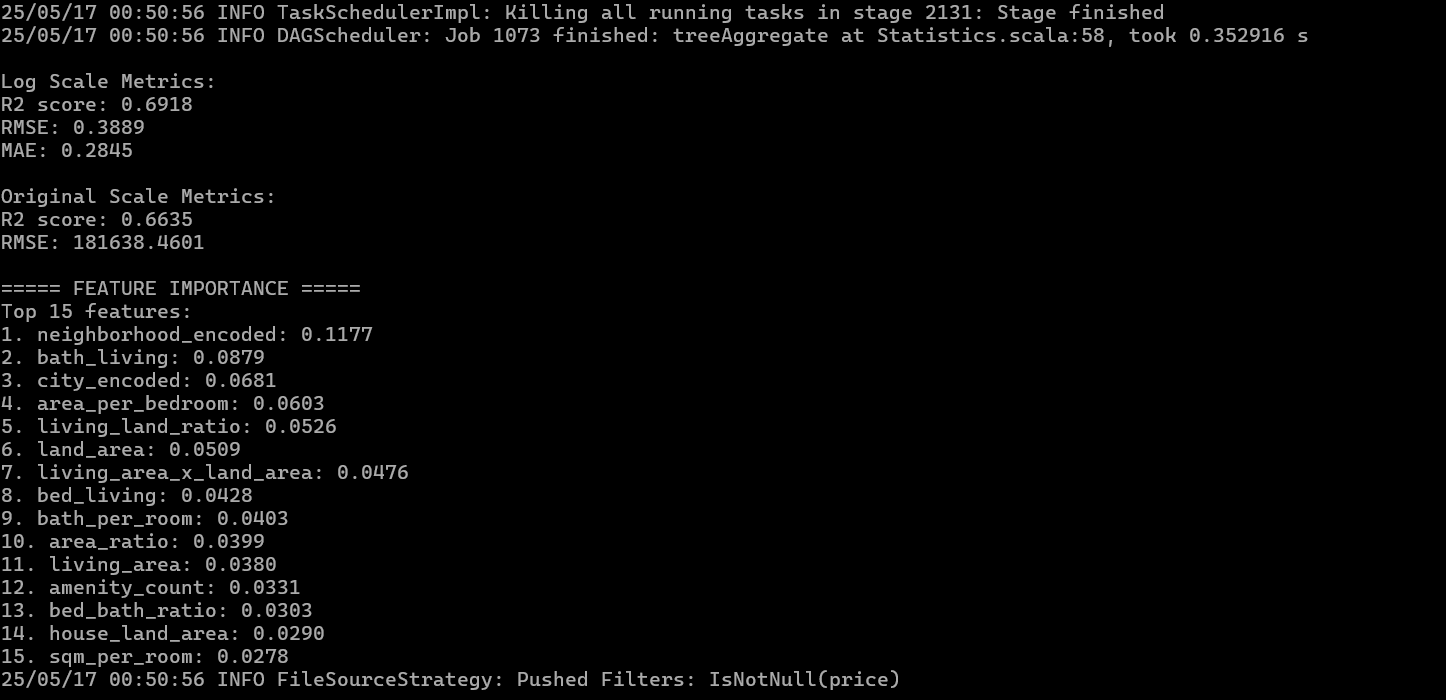 25/05/17 00:50:56 INFO TaskSchedulerImpl: Killing all running tasks in stage 2131: Stage finished
25/05/17 00:50:56 INFO DAGScheduler: Job 1073 finished: treeAggregate at Statistics.scala:58, took 0.352916 s
Log Scale Metrics:
R2 score: 0.6918
RMSE: 0.3889
MAE: 0.2845
Original Scale Metrics:
R2 score: 0.6635
RMSE: 181638.4601
===== FEATURE IMPORTANCE =====
Top 15 features:
1. neighborhood_encoded: 0.1177
2. bath_living: 0.0879
3. city_encoded: 0.0681
4. area_per_bedroom: 0.0603
5. living_land_ratio: 0.0526
6. land_area: 0.0509
7. living_area_x_land_area: 0.0476
8. bed_living: 0.0428
9. bath_per_room: 0.0403
10. area_ratio: 0.0399
11. living_area: 0.0380
12. amenity_count: 0.0331
13. bed_bath_ratio: 0.0303
14. house_land_area: 0.0290
15. sqm_per_room: 0.0278
25/05/17 00:50:56 INFO FileSourceStrategy: Pushed Filters: IsNotNull(price)